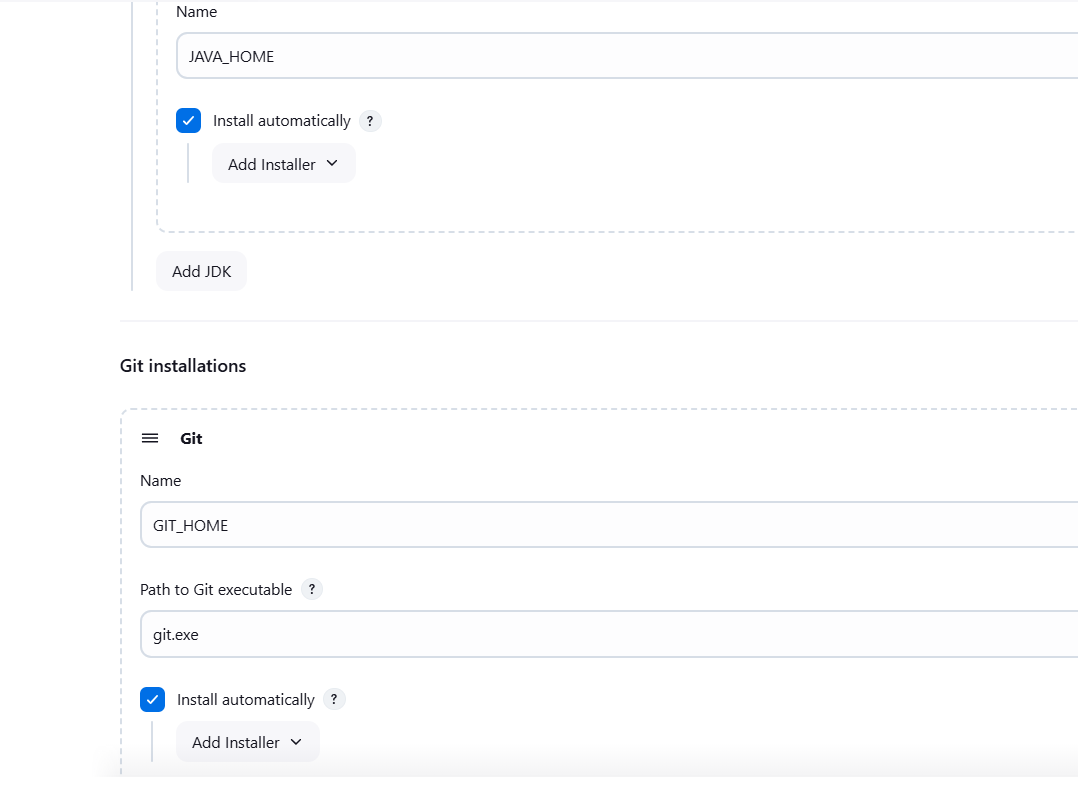 Name
JAVA_HOME
Install automatically ?
Add Installer
Add JDK
Git installations
Git
Name
GIT_HOME
Path to Git executable ?
git.exe
Install automatically ?
Add Installer